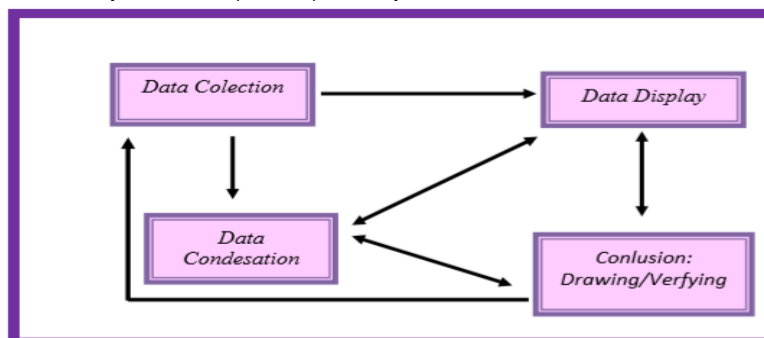 Data Colection
Data Display
Data
Condesation
Conlusion:
Drawing/Verfying